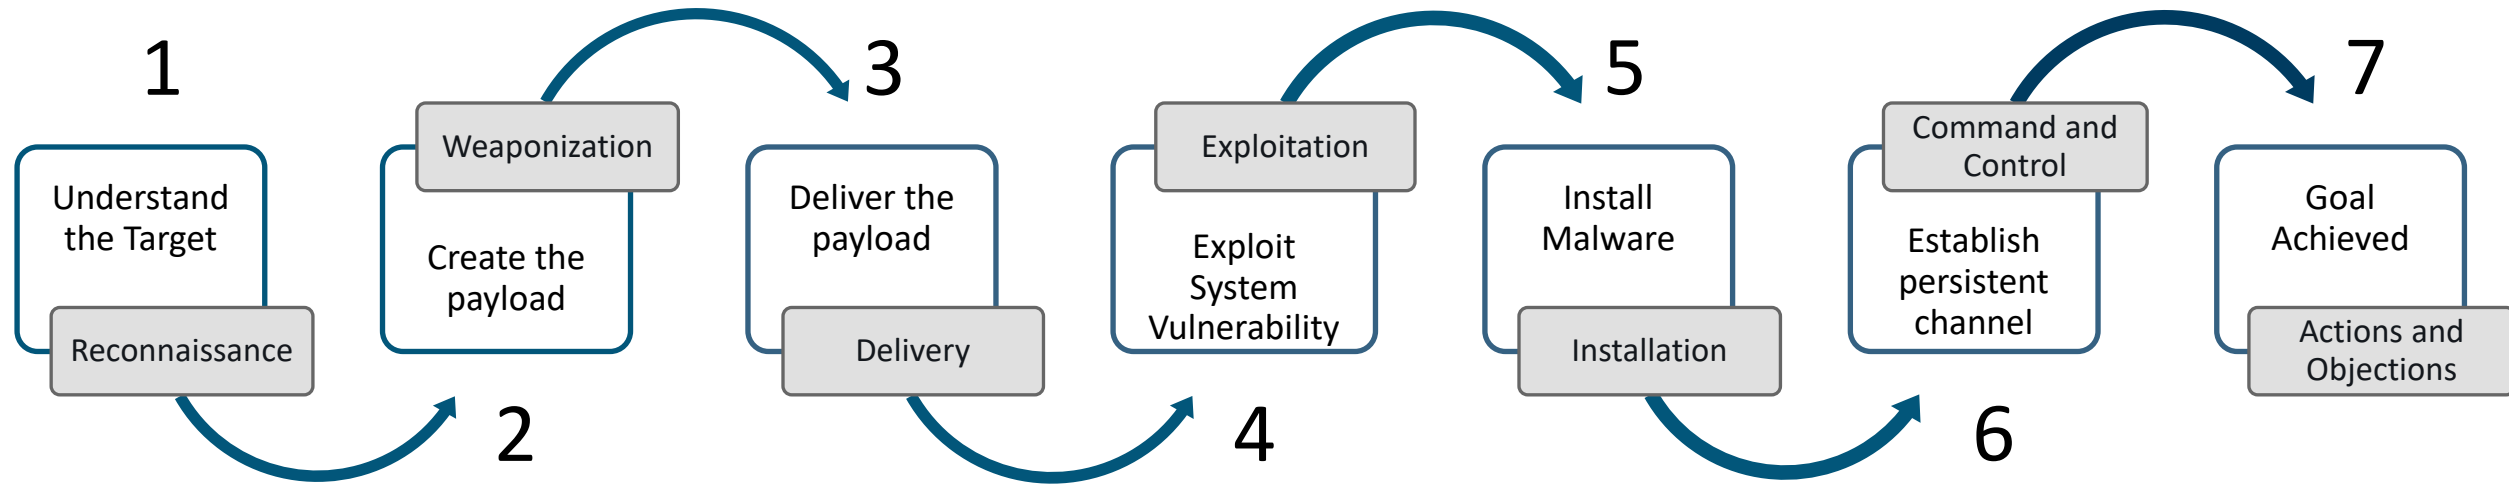 1
Understand
the Target
Reconnaissance
2
Weaponization
Create the
payload
3
Deliver the
payload
Delivery
4
Exploitation
Exploit
System
Vulnerability
5
Install
Malware
Installation
6
Command and
Control
Establish
persistent
channel
7
Goal
Achieved
Actions and
Objections